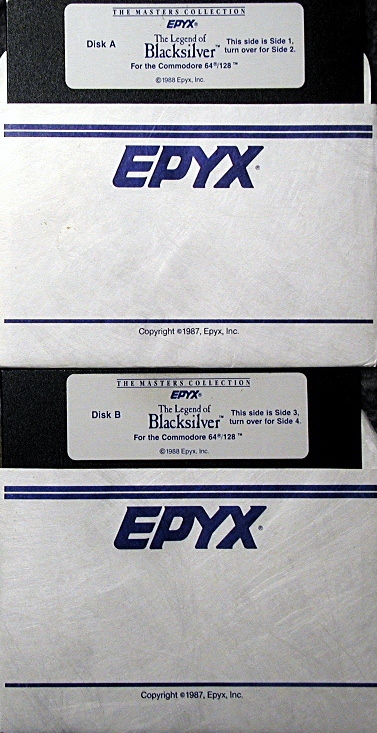 THE MASTERS COLLECTION
EPYX®
Disk A
The Legend of
Blacksilver™
This side is Side 1,
turn over for Side 2.
For the Commodore 64®/128™
©1988 Epyx, Inc.
EPYX®
Copyright ©1987, Epyx, Inc.
THE MASTERS COLLECTION
EPYX®
Disk B
The Legend of
Blacksilver™
This side is Side 3,
turn over for Side 4.
For the Commodore 64®/128™
©1988 Epyx, Inc.
EPYX®
Copyright ©1987, Epyx, Inc.